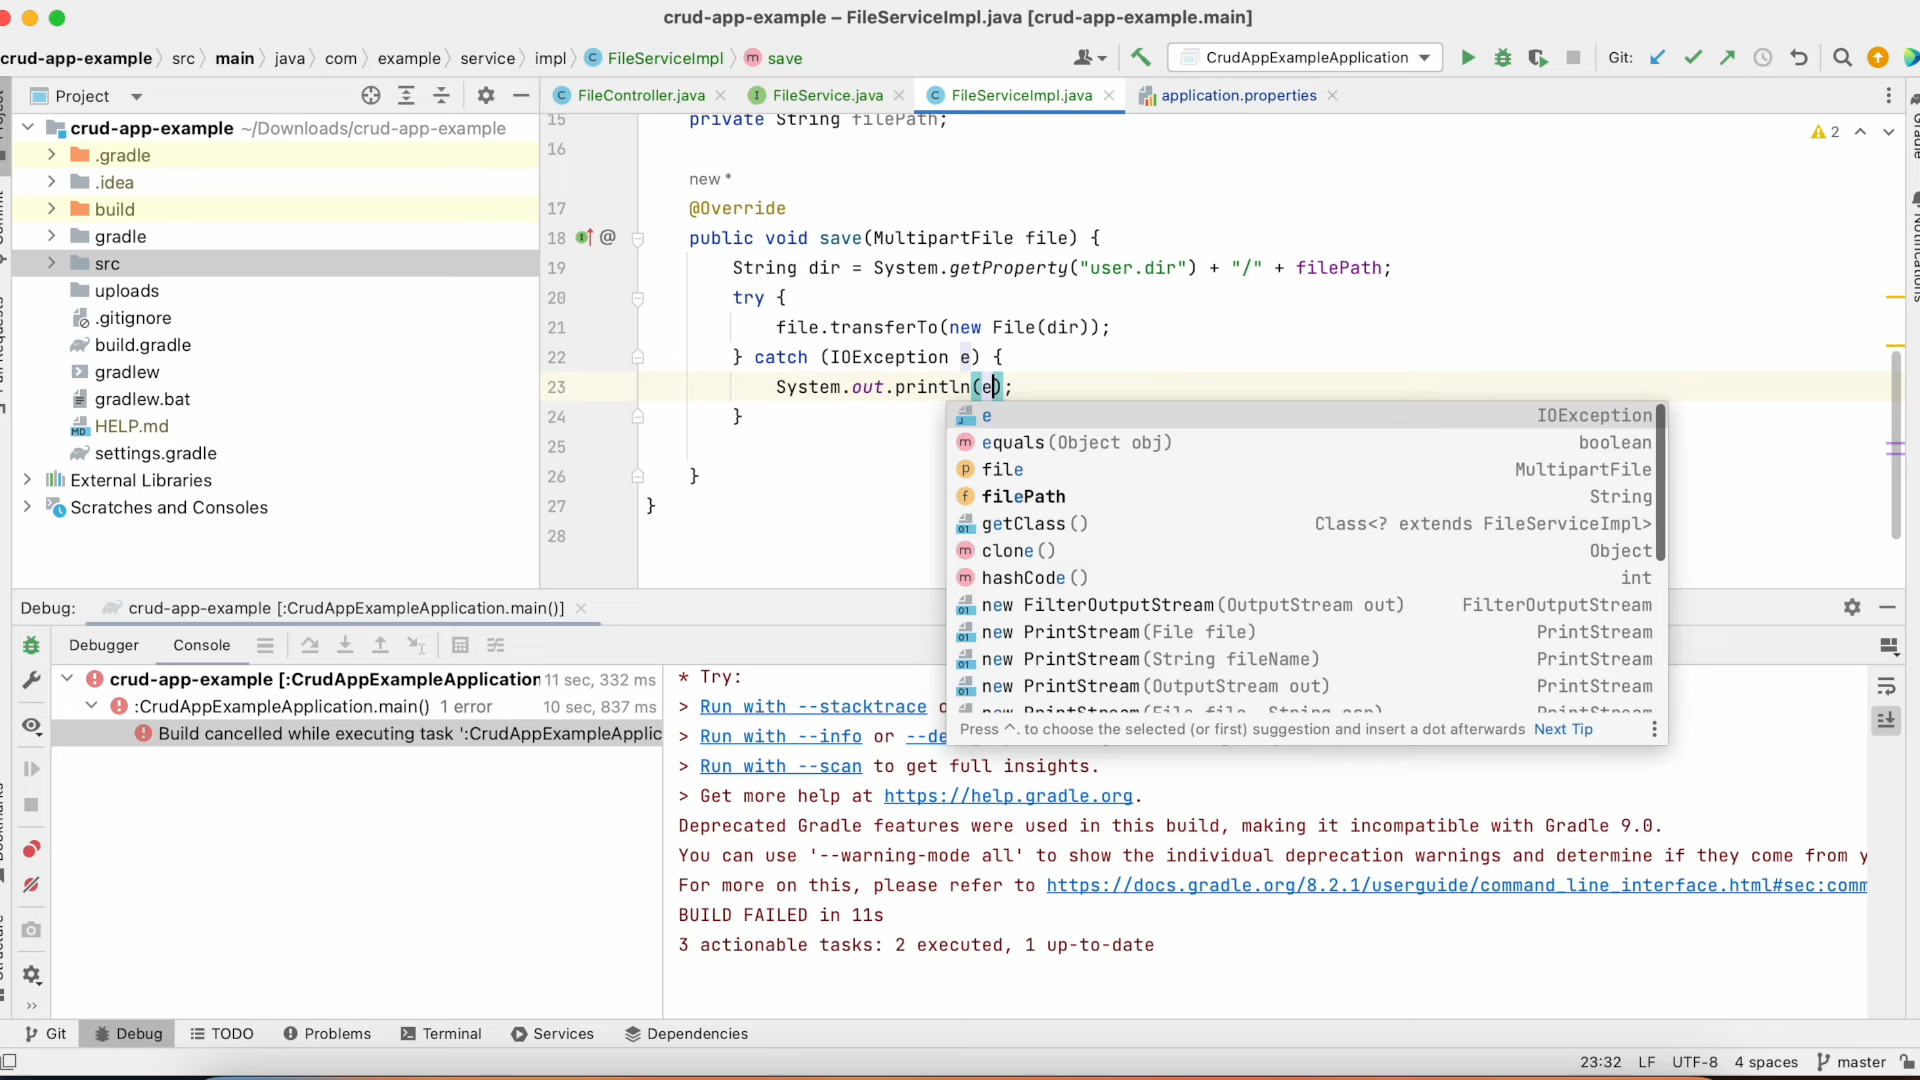 crud-app-example – FileServiceImpl.java [crud-app-example.main]
crud-app-example src main java com example service impl C FileServiceImpl m save
CrudAppExampleApplication
Git:
Project
C FileController.java
I FileService.java
C FileServiceImpl.java
application.properties
crud-app-example ~/Downloads/crud-app-example
.gradle
.idea
build
gradle
src
uploads
.gitignore
build.gradle
gradlew
gradlew.bat
HELP.md
settings.gradle
External Libraries
Scratches and Consoles
2
15 private String filePath;
16
new *
17 @Override
18 public void save(MultipartFile file) {
19 String dir = System.getProperty("user.dir") + "/" + filePath;
20 try {
21 file.transferTo(new File(dir));
22 } catch (IOException e) {
23 System.out.println(e);
24 }
25
26 }
27 }
28
e IOException
equals(Object obj) boolean
file MultipartFile
filePath String
getClass() Class<? extends FileServiceImpl>
clone() Object
hashCode() int
new FilterOutputStream(OutputStream out) FilterOutputStream
new PrintStream(File file) PrintStream
new PrintStream(String fileName) PrintStream
new PrintStream(OutputStream out) PrintStream
Press ^. to choose the selected (or first) suggestion and insert a dot afterwards Next Tip
Gradle
Notifications
Debug: crud-app-example [:CrudAppExampleApplication.main()]
Debugger Console
crud-app-example [:CrudAppExampleApplication 11 sec, 332 ms
:CrudAppExampleApplication.main() 1 error 10 sec, 837 ms
Build cancelled while executing task ':CrudAppExampleApplic
* Try:
> Run with --stacktrace
> Run with --info or
> Run with --scan to get full insights.
> Get more help at https://help.gradle.org.
Deprecated Gradle features were used in this build, making it incompatible with Gradle 9.0.
You can use '--warning-mode all' to show the individual deprecation warnings and determine if they come from y
For more on this, please refer to https://docs.gradle.org/8.2.1/userguide/command_line_interface.html#sec:comm
BUILD FAILED in 11s
3 actionable tasks: 2 executed, 1 up-to-date
Git Debug TODO Problems Terminal Services Dependencies
23:32 LF UTF-8 4 spaces master